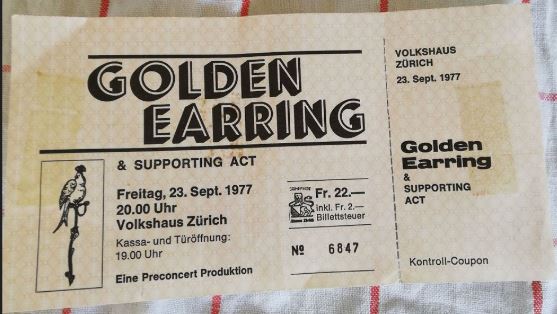 GOLDEN
EARRING
& SUPPORTING ACT
Freitag, 23. Sept. 1977
20.00 Uhr
Volkshaus Zürich
Kassa- und Türöffnung:
19.00 Uhr
Eine Preconcert Produktion
Fr. 22.—
inkl. Fr. 2.—
Billettsteuer
№ 6847
VOLKSHAUS
ZÜRICH
23. Sept. 1977
Golden
Earring
&
SUPPORTING
ACT
Kontroll-Coupon